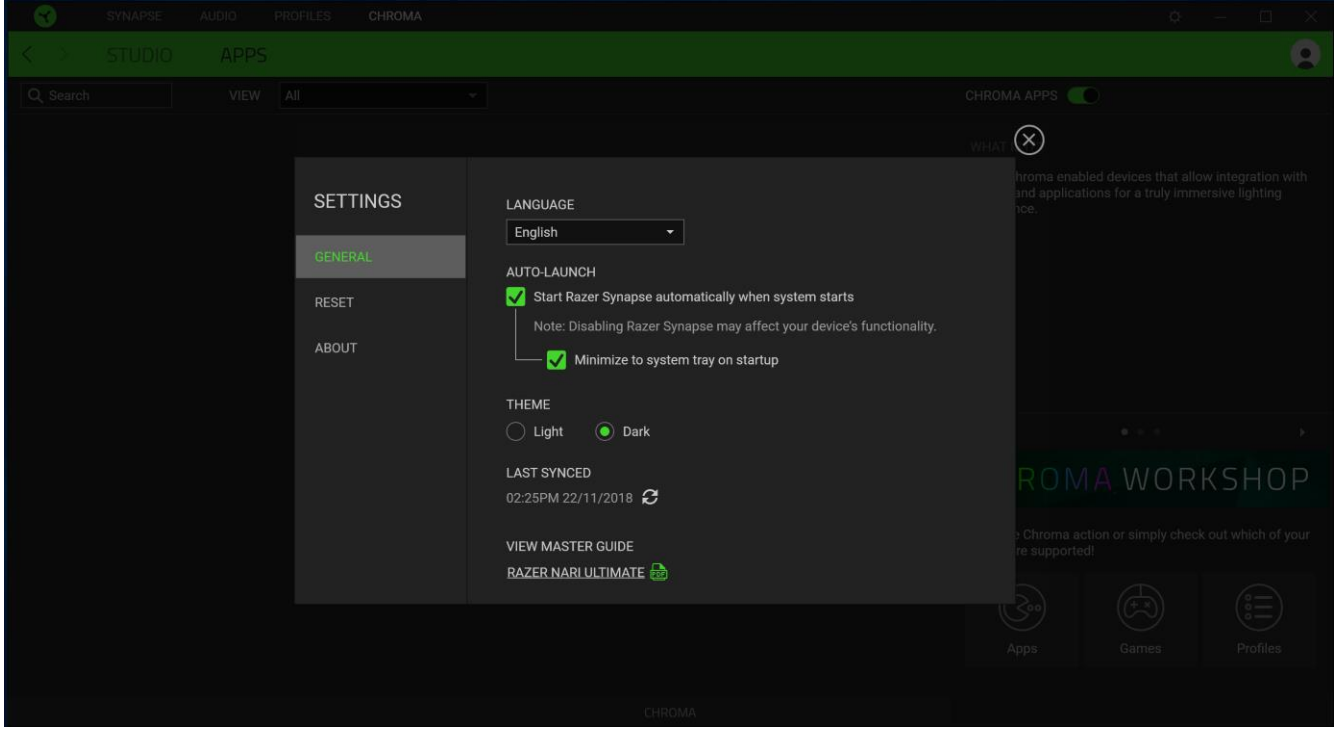 SYNAPSE AUDIO PROFILES CHROMA
STUDIO APPS
Search VIEW All CHROMA APPS
WHAT
hroma enabled devices that allow integration with
and applications for a truly immersive lighting
nce.
SETTINGS
GENERAL
RESET
ABOUT
LANGUAGE
English
AUTO-LAUNCH
Start Razer Synapse automatically when system starts
Note: Disabling Razer Synapse may affect your device's functionality.
Minimize to system tray on startup
THEME
Light Dark
LAST SYNCED
02:25PM 22/11/2018
VIEW MASTER GUIDE
RAZER NARI ULTIMATE PDF
ROMA WORKSHOP
e Chroma action or simply check out which of your
re supported!
Apps Games Profiles
CHROMA